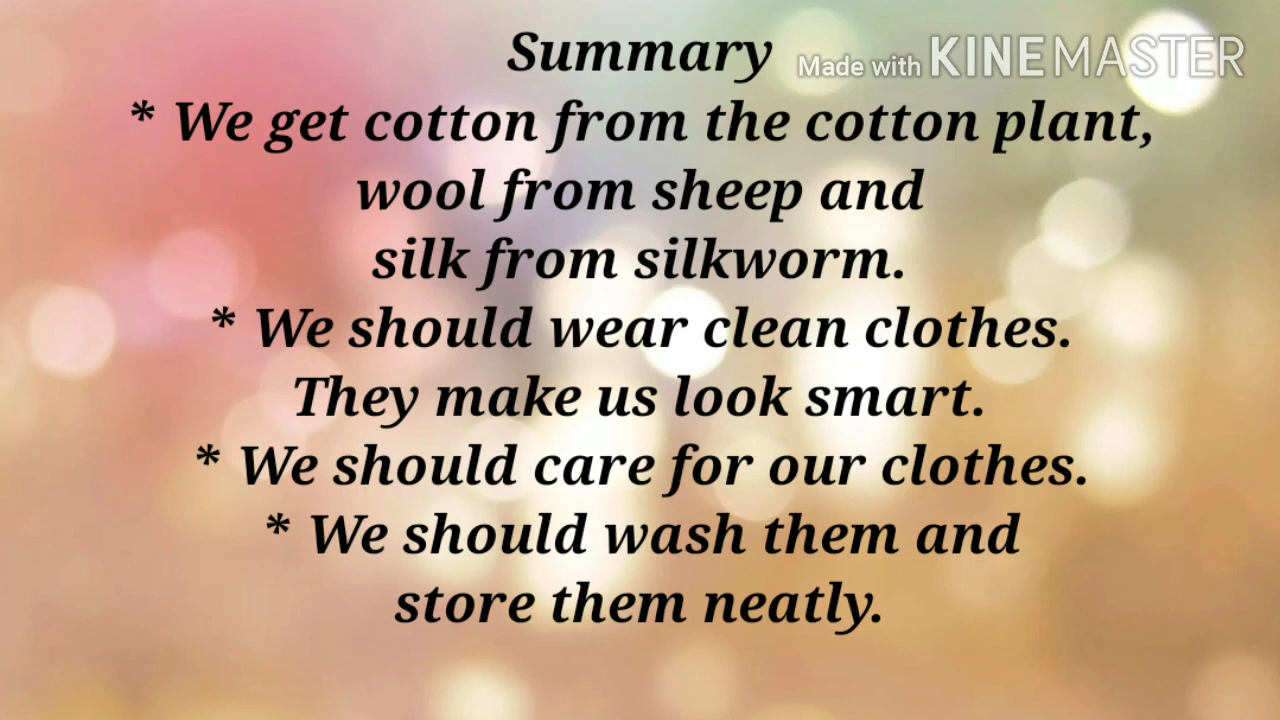 Summary
Made with KINEMASTER
* We get cotton from the cotton plant,
wool from sheep and
silk from silkworm.
* We should wear clean clothes.
They make us look smart.
* We should care for our clothes.
* We should wash them and
store them neatly.